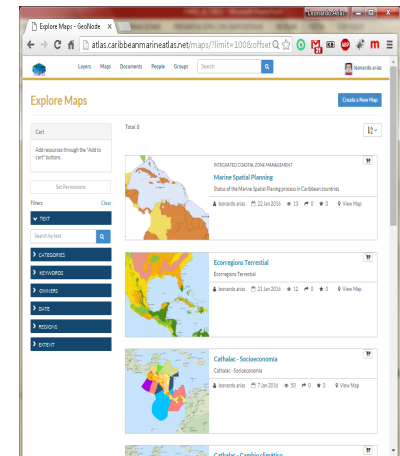 Leonardo Arias
Explore Maps - GeoNode
atlas.caribbeanmarineatlas.net/maps/?limit=100&offset
Layers Maps Documents People Groups Search leonardo.arias
Explore Maps
Create a New Map
Cart
Add resources through the "Add to cart" buttons
Set Permissions
Filters Clear
TEXT
Search by text
CATEGORIES
KEYWORDS
OWNERS
DATE
REGIONS
EXTENT
INTEGRATED COASTAL ZONE MANAGEMENT
Marine Spatial Planning
Status of the Marine Spatial Planing process in Caribbean countries
leonardo.arias 22 Jan 2016 13 0 0 View Map
Ecorregions Terrestial
Ecorregions Terrestial
leonardo.arias 21 Jan 2016 12 0 0 View Map
Cathalac - Socioeconomía
Cathalac - Socioeconomía
leonardo.arias 7 Jan 2016 50 0 0 View Map
Cathalac - Cambio climático